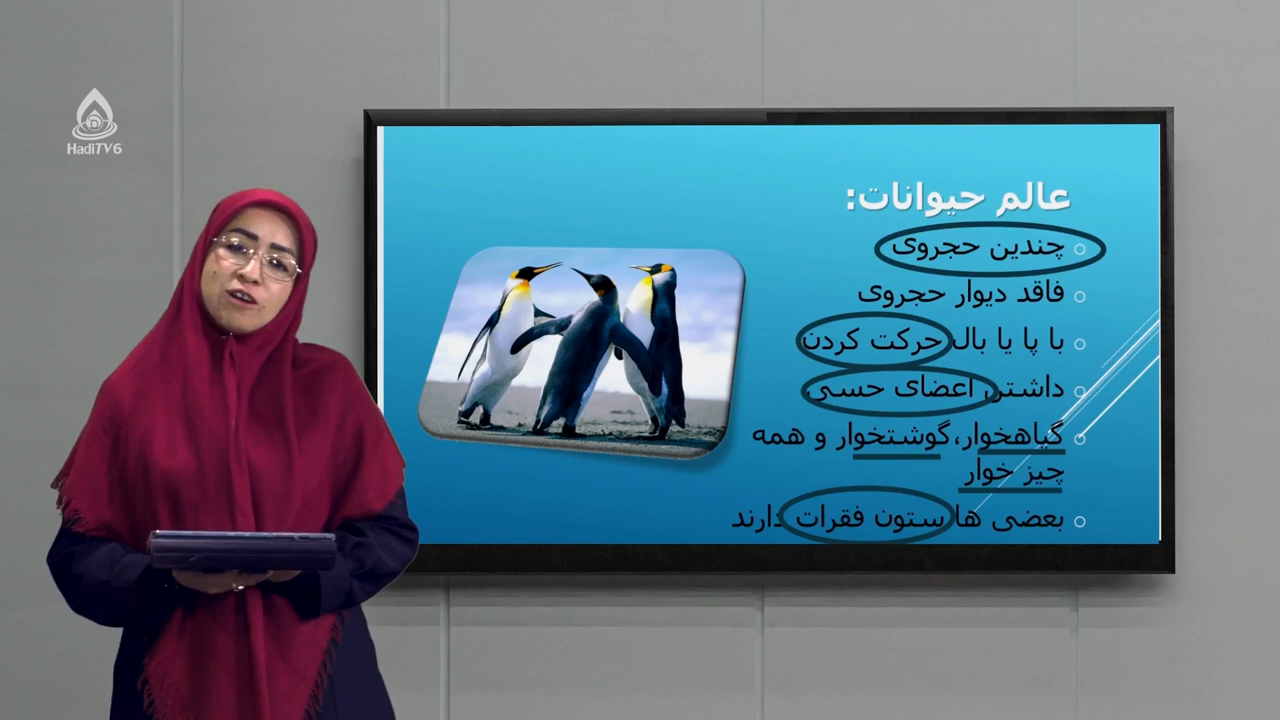 HadiTV6
عالم حیوانات:
چندین حجروی
فاقد دیوار حجروی
با پا یا بال حرکت کردن
داشتن اعضای حسی
گیاهخوار،گوشتخوار و همه
چیز خوار
بعضی ها ستون فقرات دارند